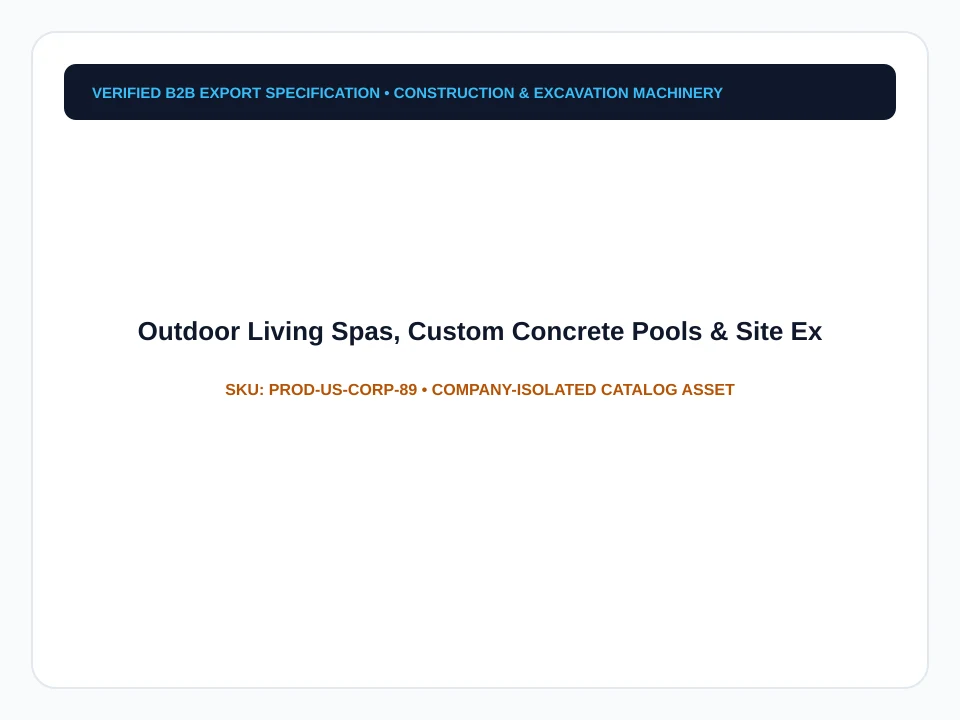 VERIFIED B2B EXPORT SPECIFICATION • CONSTRUCTION & EXCAVATION MACHINERY
Outdoor Living Spas, Custom Concrete Pools & Site Ex
SKU: PROD-US-CORP-89 • COMPANY-ISOLATED CATALOG ASSET